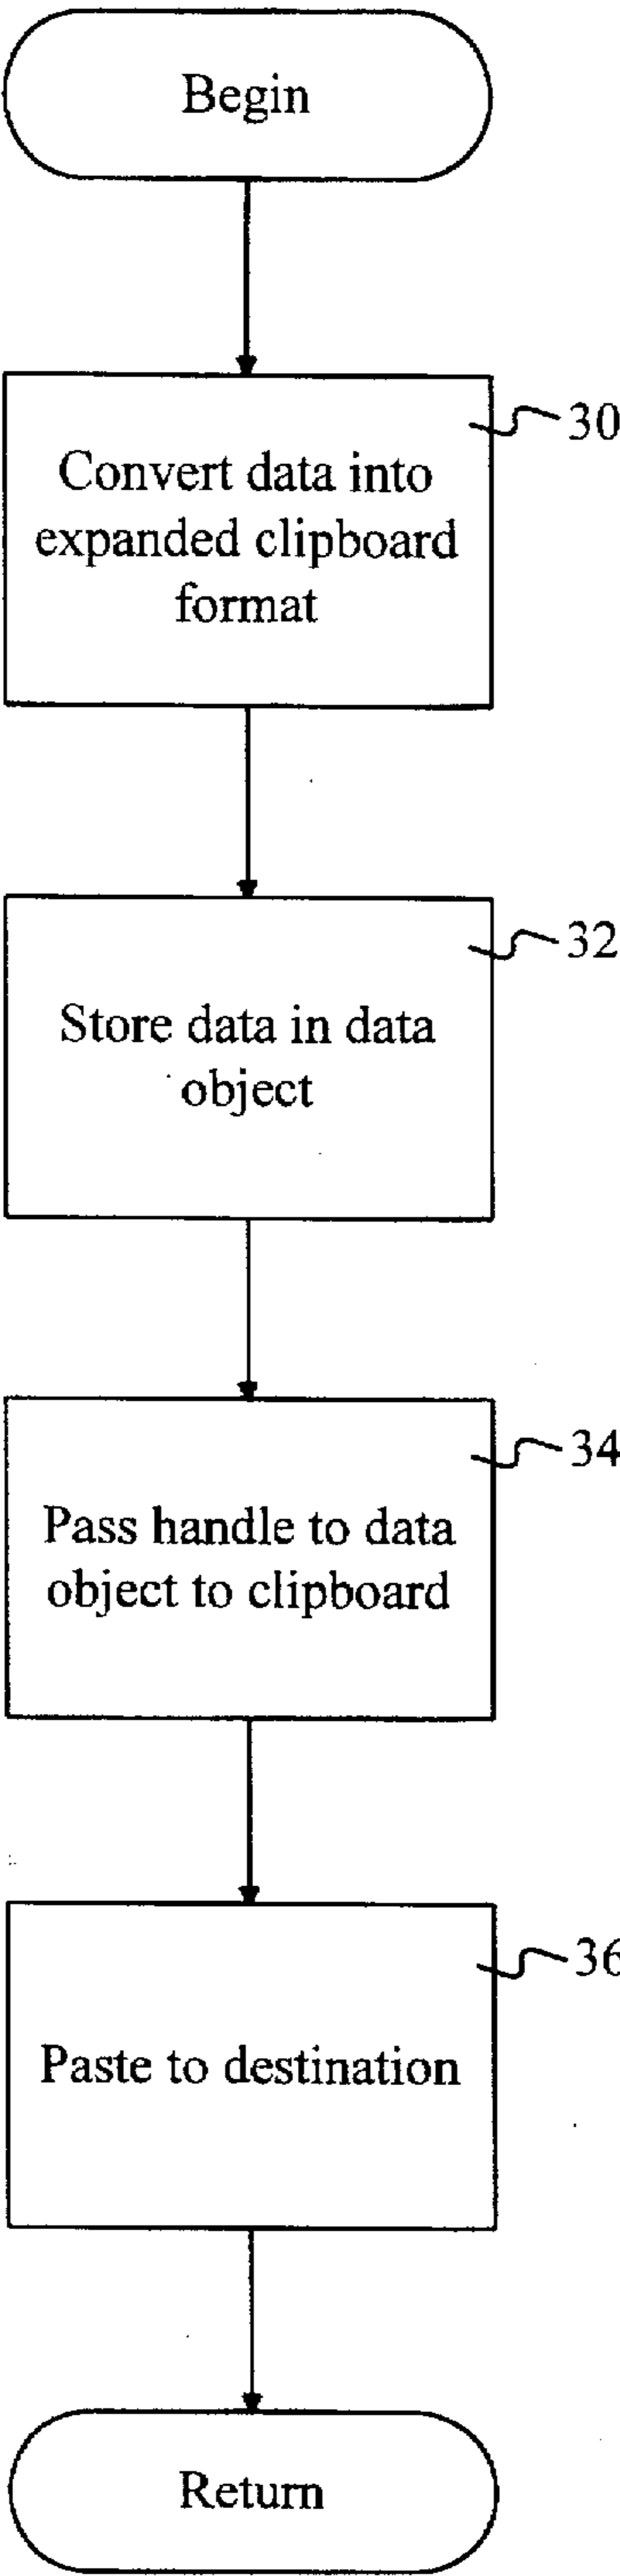 Begin
30
Convert data into
expanded clipboard
format
32
Store data in data
object
34
Pass handle to data
object to clipboard
36
Paste to destination
Return